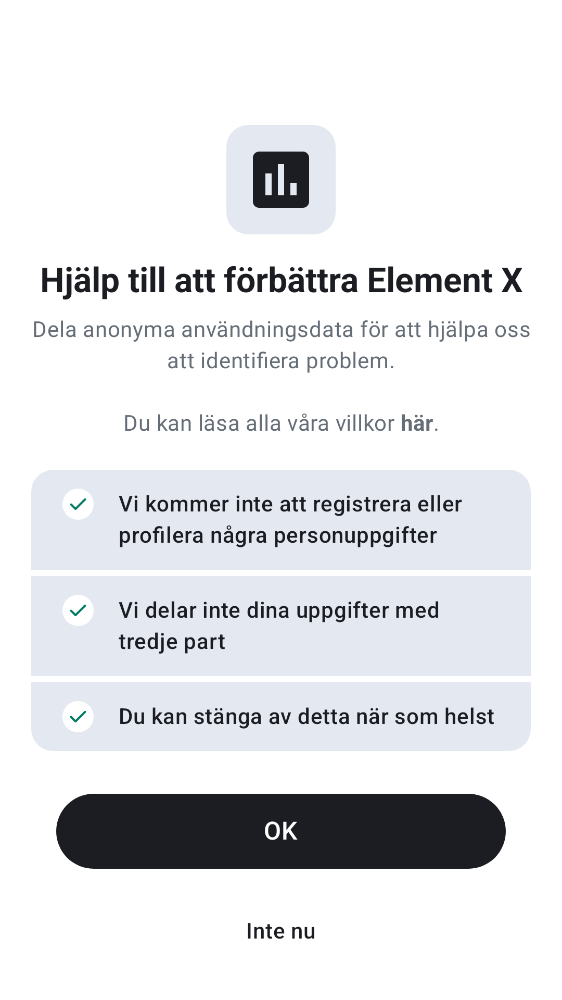 Hjälp till att förbättra Element X
Dela anonyma användningsdata för att hjälpa oss
att identifiera problem.
Du kan läsa alla våra villkor här.
Vi kommer inte att registrera eller
profilera några personuppgifter
Vi delar inte dina uppgifter med
tredje part
Du kan stänga av detta när som helst
OK
Inte nu